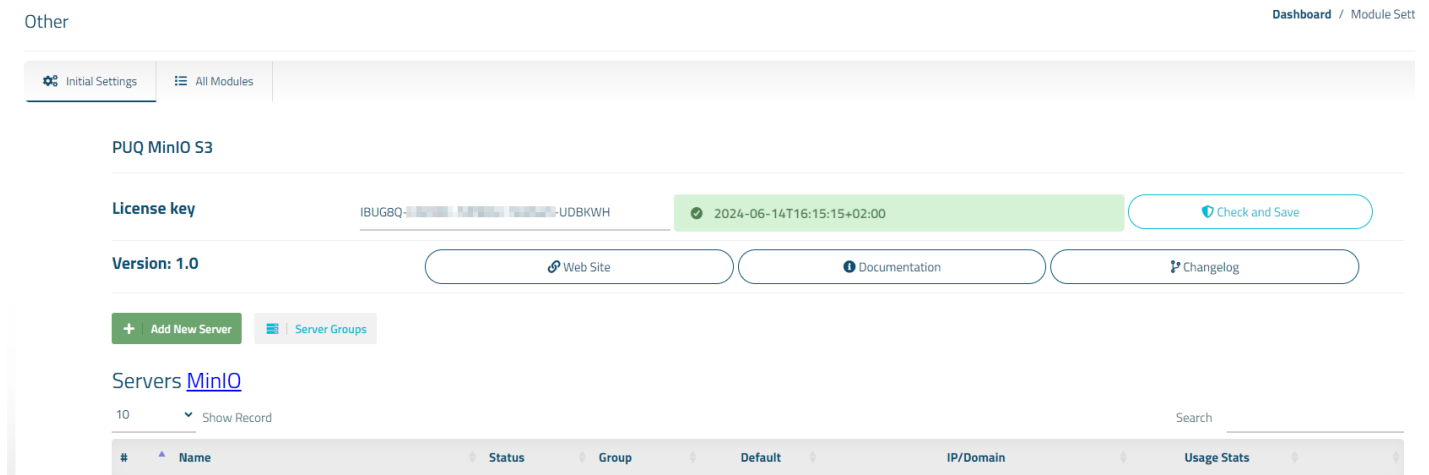 Other
Dashboard / Module Sett
Initial Settings
All Modules
PUQ MinIO S3
License key
IBUG8Q-
-UDBKWH
2024-06-14T16:15:15+02:00
Check and Save
Version: 1.0
Web Site
Documentation
Changelog
+ Add New Server
Server Groups
Servers MinIO
10 Show Record
Search
# Name Status Group Default IP/Domain Usage Stats